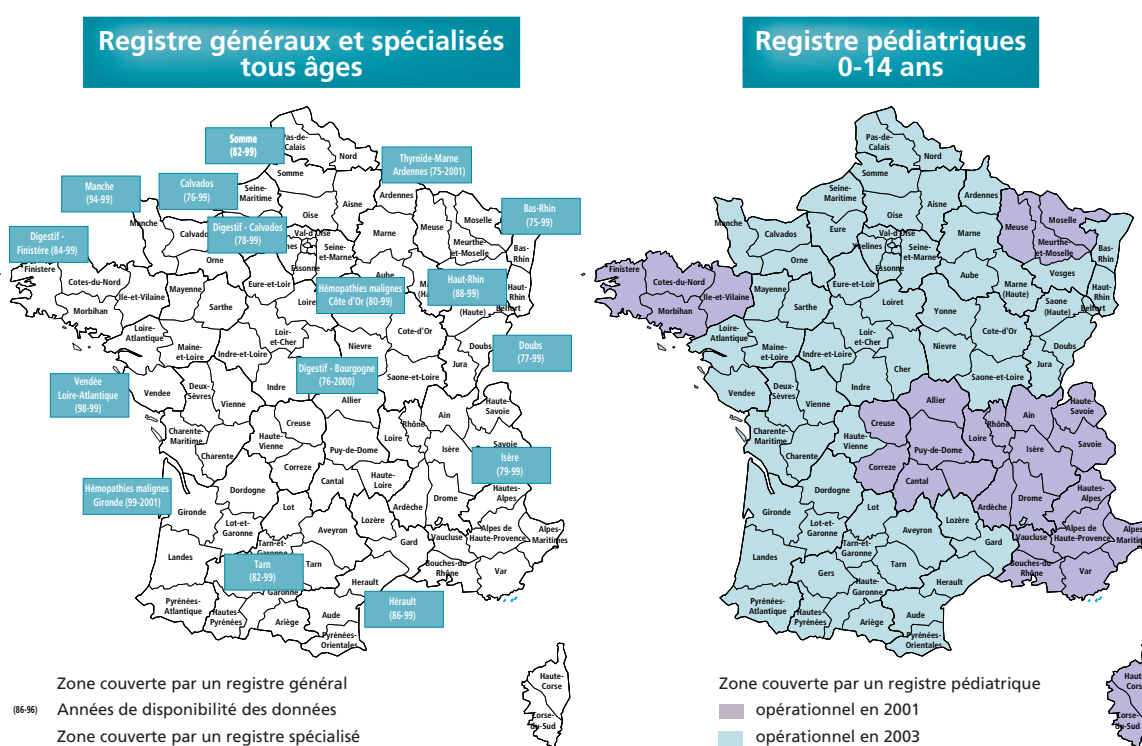 Registre généraux et spécialisés
tous âges
Somme
(82-99)
Thyroïde-Marne
Ardennes (75-2001)
Manche
(94-99)
Calvados
(76-99)
Bas-Rhin
(75-99)
Digestif - Calvados
(78-99)
Digestif -
Finistère (84-99)
Haut-Rhin
(88-99)
Hémopathies malignes
Côte d'Or (80-99)
Doubs
(77-99)
Digestif - Bourgogne
(76-2000)
Vendée
Loire-Atlantique
(98-99)
Isère
(79-99)
Hémopathies malignes
Gironde (99-2001)
Tarn
(82-99)
Hérault
(86-99)
Pas-de-
Calais
Nord
Somme
Seine-
Maritime
Aisne
Ardennes
Oise
Manche
Calvado
Val-d'Oise
Seine-
et-Marne
Essonne
Marne
Meuse
Moselle
Meurthe-
et-Moselle
Bas-
Rhin
Orne
Aube
Haut-
Rhin
Belfort
(Haute)
Finistere
Cotes-du-Nord
Ile-et-Vilaine
Morbihan
Mayenne
Sarthe
Eure-et-Loir
Loire
Loire-
Atlantique
Maine-
et-Loire
Indre-et-Loire
Loir-
et-Cher
Nievre
Cote-d'Or
Doubs
Jura
Saone-et-Loire
Vendee
Deux-
Sèvres
Vienne
Indre
Allier
Creuse
Ain
Haute-
Savoie
Rhône
Savoie
Charente-
Maritime
Charente
Haute-
Vienne
Puy-de-Dome
Loire
Isère
Correze
Cantal
Haute-
Loire
Hautes-
Alpes
Dordogne
Drome
Ardèche
Gironde
Lot
Lozère
Aveyron
Lot-et-
Garonne
Tarn-et-
Garonne
Gard
Vaucluse
Alpes de
Haute-Provence
Alpes-
Maritimes
Landes
Tarn
Herault
Bouches-du-
Rhône
Var
Garonne
Pyrénées-
Atlantique
Hautes
Pyrénées
Ariège
Aude
Pyrénées-
Orientales
Haute-
Corse
Corse-
du-Sud
Zone couverte par un registre général
(86-96) Années de disponibilité des données
Zone couverte par un registre spécialisé
Registre pédiatriques
0-14 ans
Pas-de-
Calais
Nord
Somme
Seine-
Maritime
Aisne
Ardennes
Oise
Manche
Calvados
Eure
Val-d'Oise
Yvelines
Seine-
et-Marne
Essonne
Marne
Meuse
Moselle
Meurthe-
et-Moselle
Bas-
Rhin
Orne
Vosges
Aube
Marne
(Haute)
Haut-
Rhin
Saone
(Haute)
Belfort
Finistere
Cotes-du-Nord
Ile-et-Vilaine
Morbihan
Mayenne
Sarthe
Eure-et-Loir
Loiret
Yonne
Loire-
Atlantique
Maine-
et-Loire
Indre-et-Loire
Loir-
et-Cher
Cher
Nievre
Cote-d'Or
Doubs
Jura
Saone-et-Loire
Vendee
Deux-
Sèvres
Vienne
Indre
Allier
Creuse
Ain
Haute-
Savoie
Rhône
Savoie
Charente-
Maritime
Charente
Haute-
Vienne
Puy-de-Dome
Loire
Isère
Correze
Cantal
Hautes-
Alpes
Dordogne
Drome
Ardèche
Gironde
Lot
Lozère
Aveyron
Lot-et-
Garonne
Tarn-et-
Garonne
Gard
Vaucluse
Alpes de
Haute-Provence
Landes
Gers
Tarn
Herault
Bouches-du-
Rhône
Var
Haute-
Garonne
Pyrénées-
Atlantique
Hautes-
Pyrénées
Ariège
Aude
Pyrénées-
Orientales
Zone couverte par un registre pédiatrique
opérationnel en 2001
opérationnel en 2003